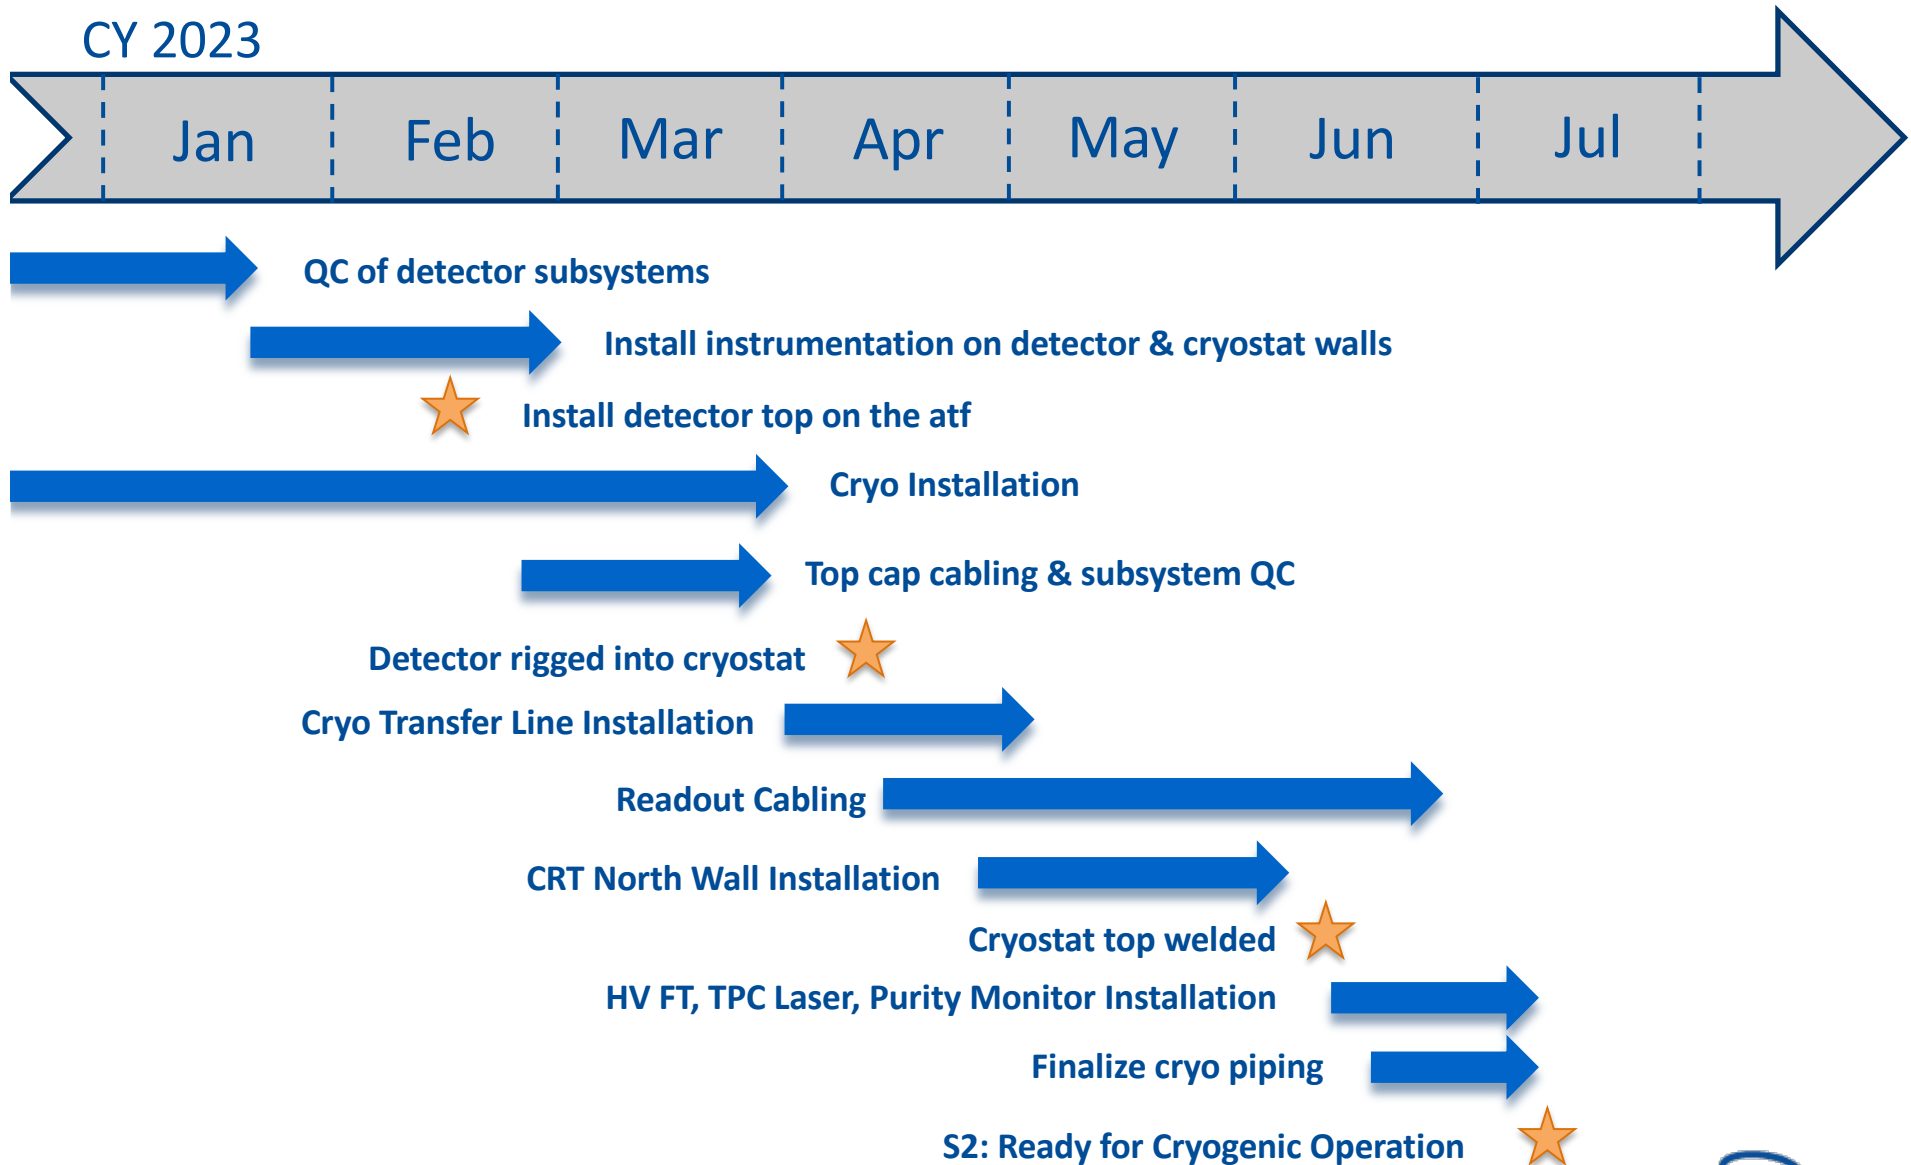 CY 2023
Jan Feb Mar Apr May Jun Jul
QC of detector subsystems
Install instrumentation on detector & cryostat walls
Install detector top on the atf
Cryo Installation
Top cap cabling & subsystem QC
Detector rigged into cryostat
Cryo Transfer Line Installation
Readout Cabling
CRT North Wall Installation
Cryostat top welded
HV FT, TPC Laser, Purity Monitor Installation
Finalize cryo piping
S2: Ready for Cryogenic Operation